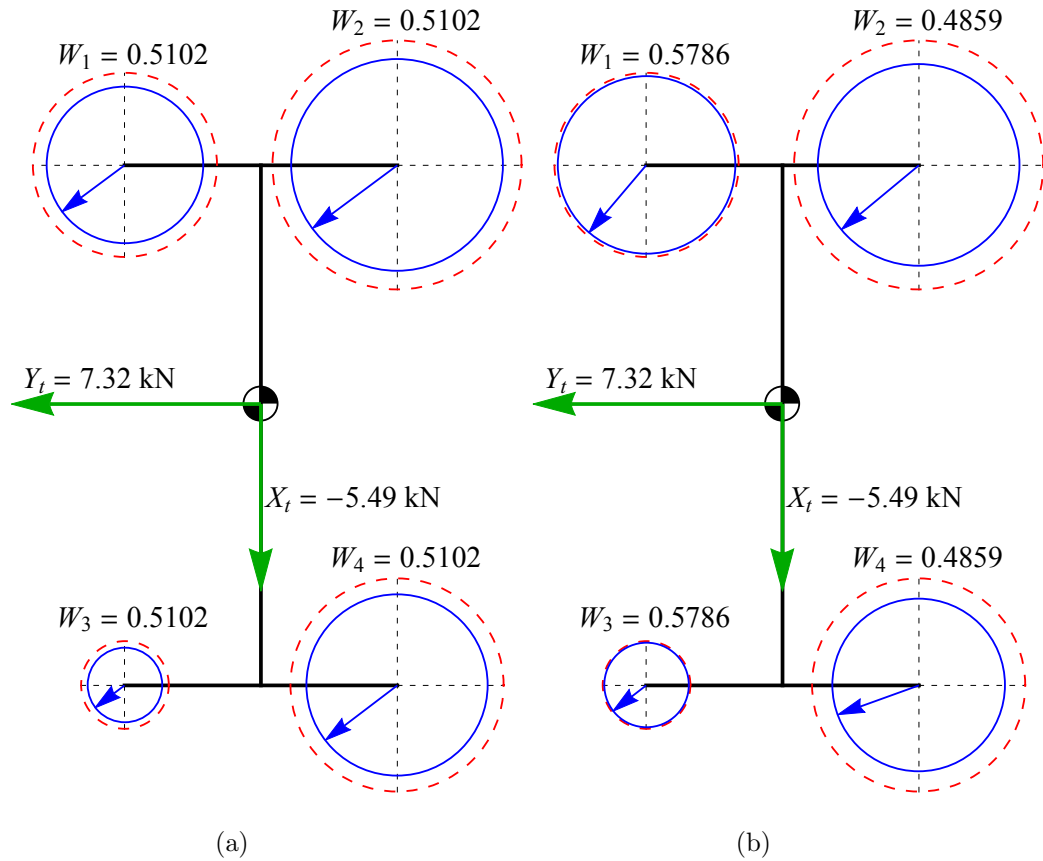 W₁ = 0.5102
W₂ = 0.5102
Yₜ = 7.32 kN
Xₜ = −5.49 kN
W₃ = 0.5102
W₄ = 0.5102
(a)
W₁ = 0.5786
W₂ = 0.4859
Yₜ = 7.32 kN
Xₜ = −5.49 kN
W₃ = 0.5786
W₄ = 0.4859
(b)